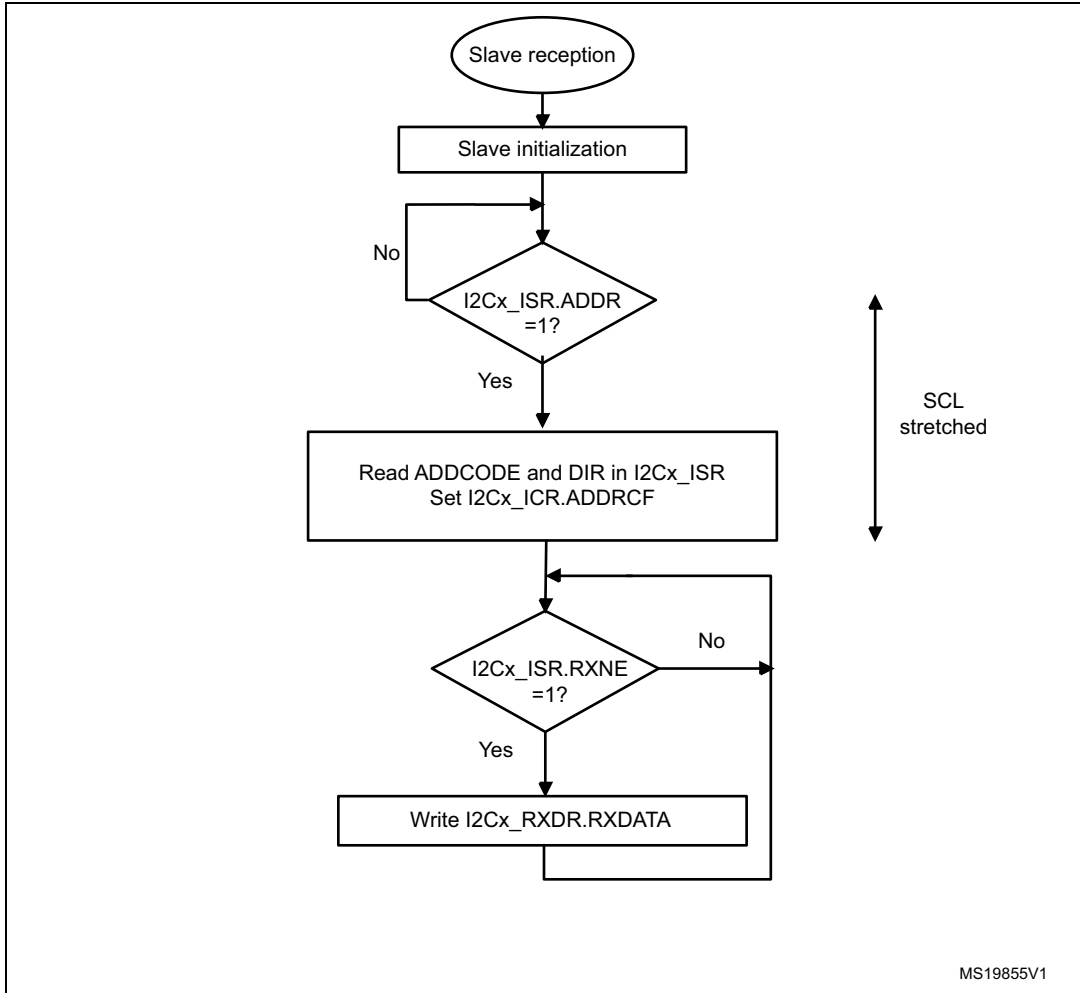 Slave reception
Slave initialization
No
I2Cx_ISR.ADDR
=1?
Yes
SCL
stretched
Read ADDCODE and DIR in I2Cx_ISR
Set I2Cx_ICR.ADDRCF
No
I2Cx_ISR.RXNE
=1?
Yes
Write I2Cx_RXDR.RXDATA
MS19855V1